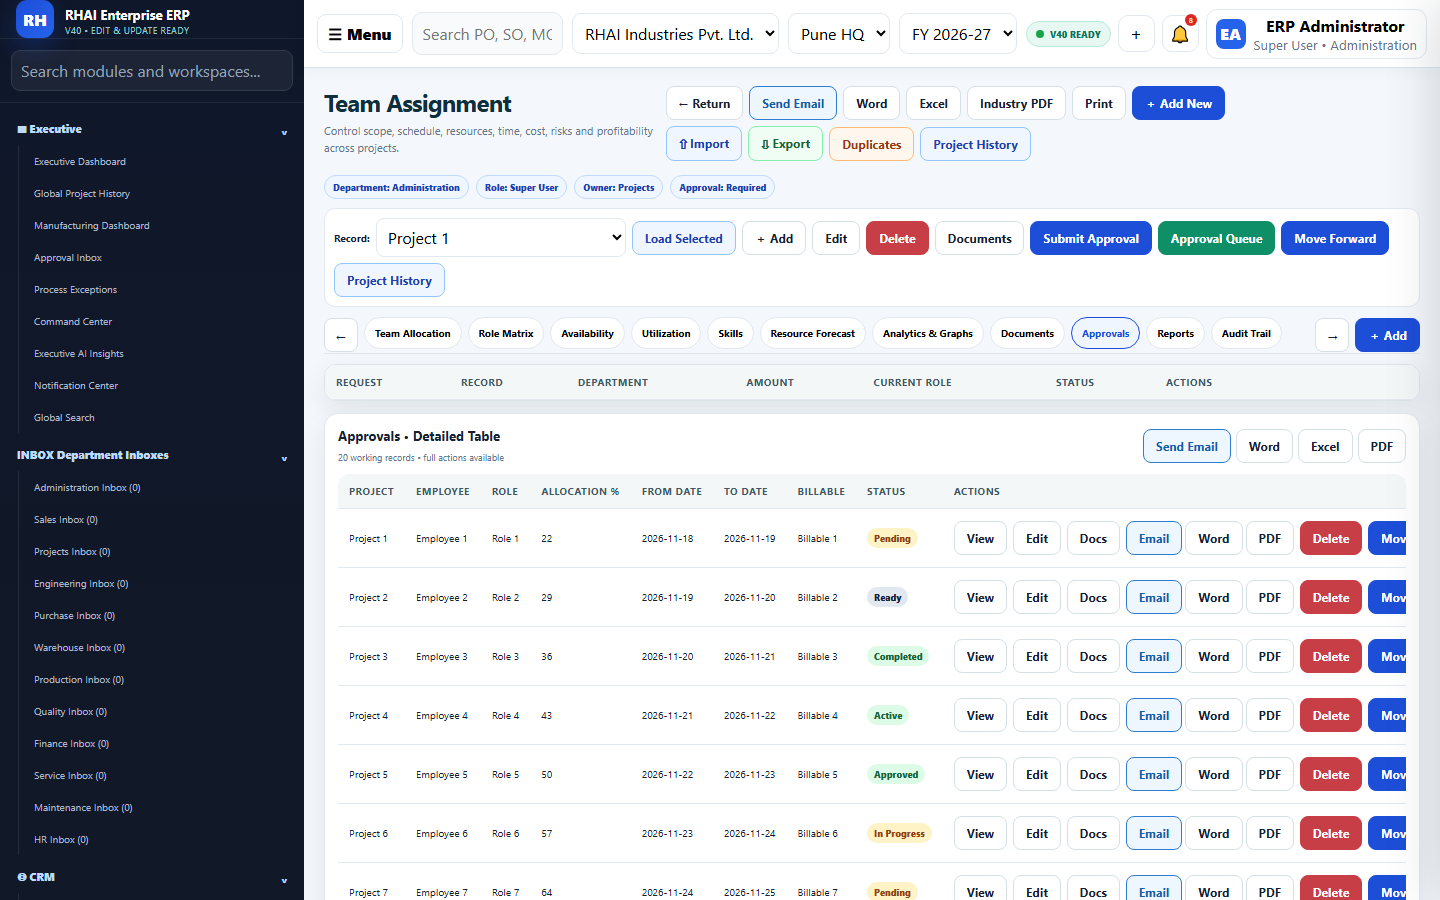 RH
RHAI Enterprise ERP
V40 • EDIT & UPDATE READY
Search modules and workspaces...
Executive
Executive Dashboard
Global Project History
Manufacturing Dashboard
Approval Inbox
Process Exceptions
Command Center
Executive AI Insights
Notification Center
Global Search
INBOX Department Inboxes
Administration Inbox (0)
Sales Inbox (0)
Projects Inbox (0)
Engineering Inbox (0)
Purchase Inbox (0)
Warehouse Inbox (0)
Production Inbox (0)
Quality Inbox (0)
Finance Inbox (0)
Service Inbox (0)
Maintenance Inbox (0)
HR Inbox (0)
CRM
☰ Menu
Search PO, SO, MO
RHAI Industries Pvt. Ltd.
Pune HQ
FY 2026-27
V40 READY
+
8
EA
ERP Administrator
Super User • Administration
Team Assignment
Control scope, schedule, resources, time, cost, risks and profitability
across projects.
← Return Send Email Word Excel Industry PDF Print + Add New
⇧ Import ⇩ Export Duplicates Project History
Department: Administration Role: Super User Owner: Projects Approval: Required
Record: Project 1 Load Selected + Add Edit Delete Documents Submit Approval Approval Queue Move Forward
Project History
← Team Allocation Role Matrix Availability Utilization Skills Resource Forecast Analytics & Graphs Documents Approvals Reports Audit Trail → + Add
REQUEST RECORD DEPARTMENT AMOUNT CURRENT ROLE STATUS ACTIONS
Approvals • Detailed Table
20 working records • full actions available
Send Email Word Excel PDF
PROJECT EMPLOYEE ROLE ALLOCATION % FROM DATE TO DATE BILLABLE STATUS ACTIONS
Project 1 Employee 1 Role 1 22 2026-11-18 2026-11-19 Billable 1 Pending View Edit Docs Email Word PDF Delete Mov
Project 2 Employee 2 Role 2 29 2026-11-19 2026-11-20 Billable 2 Ready View Edit Docs Email Word PDF Delete Mov
Project 3 Employee 3 Role 3 36 2026-11-20 2026-11-21 Billable 3 Completed View Edit Docs Email Word PDF Delete Mov
Project 4 Employee 4 Role 4 43 2026-11-21 2026-11-22 Billable 4 Active View Edit Docs Email Word PDF Delete Mov
Project 5 Employee 5 Role 5 50 2026-11-22 2026-11-23 Billable 5 Approved View Edit Docs Email Word PDF Delete Mov
Project 6 Employee 6 Role 6 57 2026-11-23 2026-11-24 Billable 6 In Progress View Edit Docs Email Word PDF Delete Mov
Project 7 Employee 7 Role 7 64 2026-11-24 2026-11-25 Billable 7 Pending View Edit Docs Email Word PDF Delete Mov